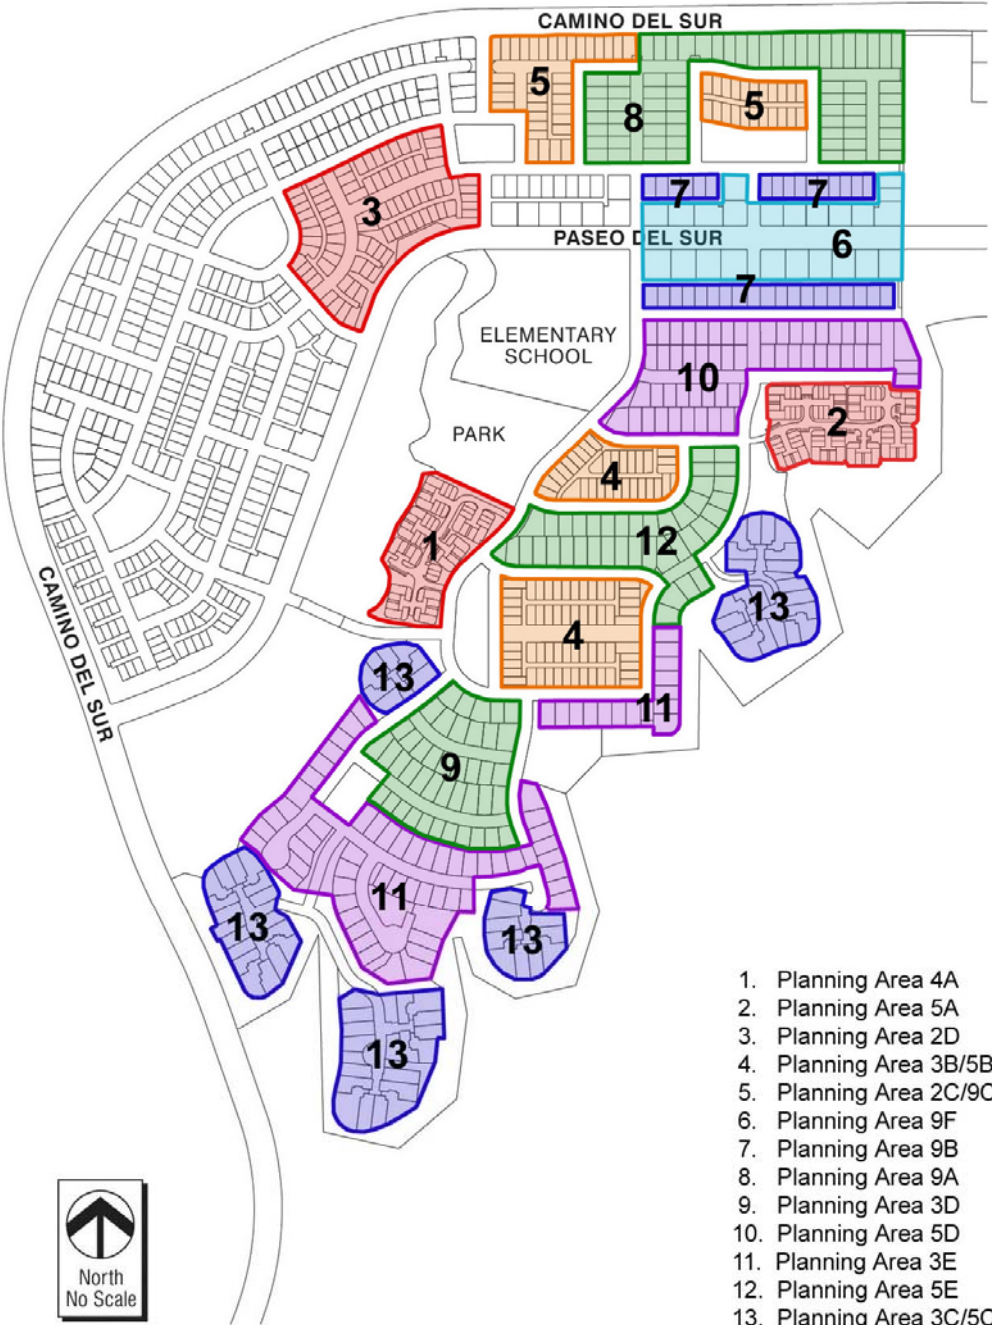 CAMINO DEL SUR
5
8
5
3
7
7
PASEO DEL SUR
6
7
ELEMENTARY
SCHOOL
10
2
PARK
4
1
12
CAMINO DEL SUR
13
4
13
11
9
11
13
13
13
1. Planning Area 4A
2. Planning Area 5A
3. Planning Area 2D
4. Planning Area 3B/5B
5. Planning Area 2C/9C
6. Planning Area 9F
7. Planning Area 9B
8. Planning Area 9A
9. Planning Area 3D
10. Planning Area 5D
11. Planning Area 3E
12. Planning Area 5E
13. Planning Area 3C/5C
North
No Scale